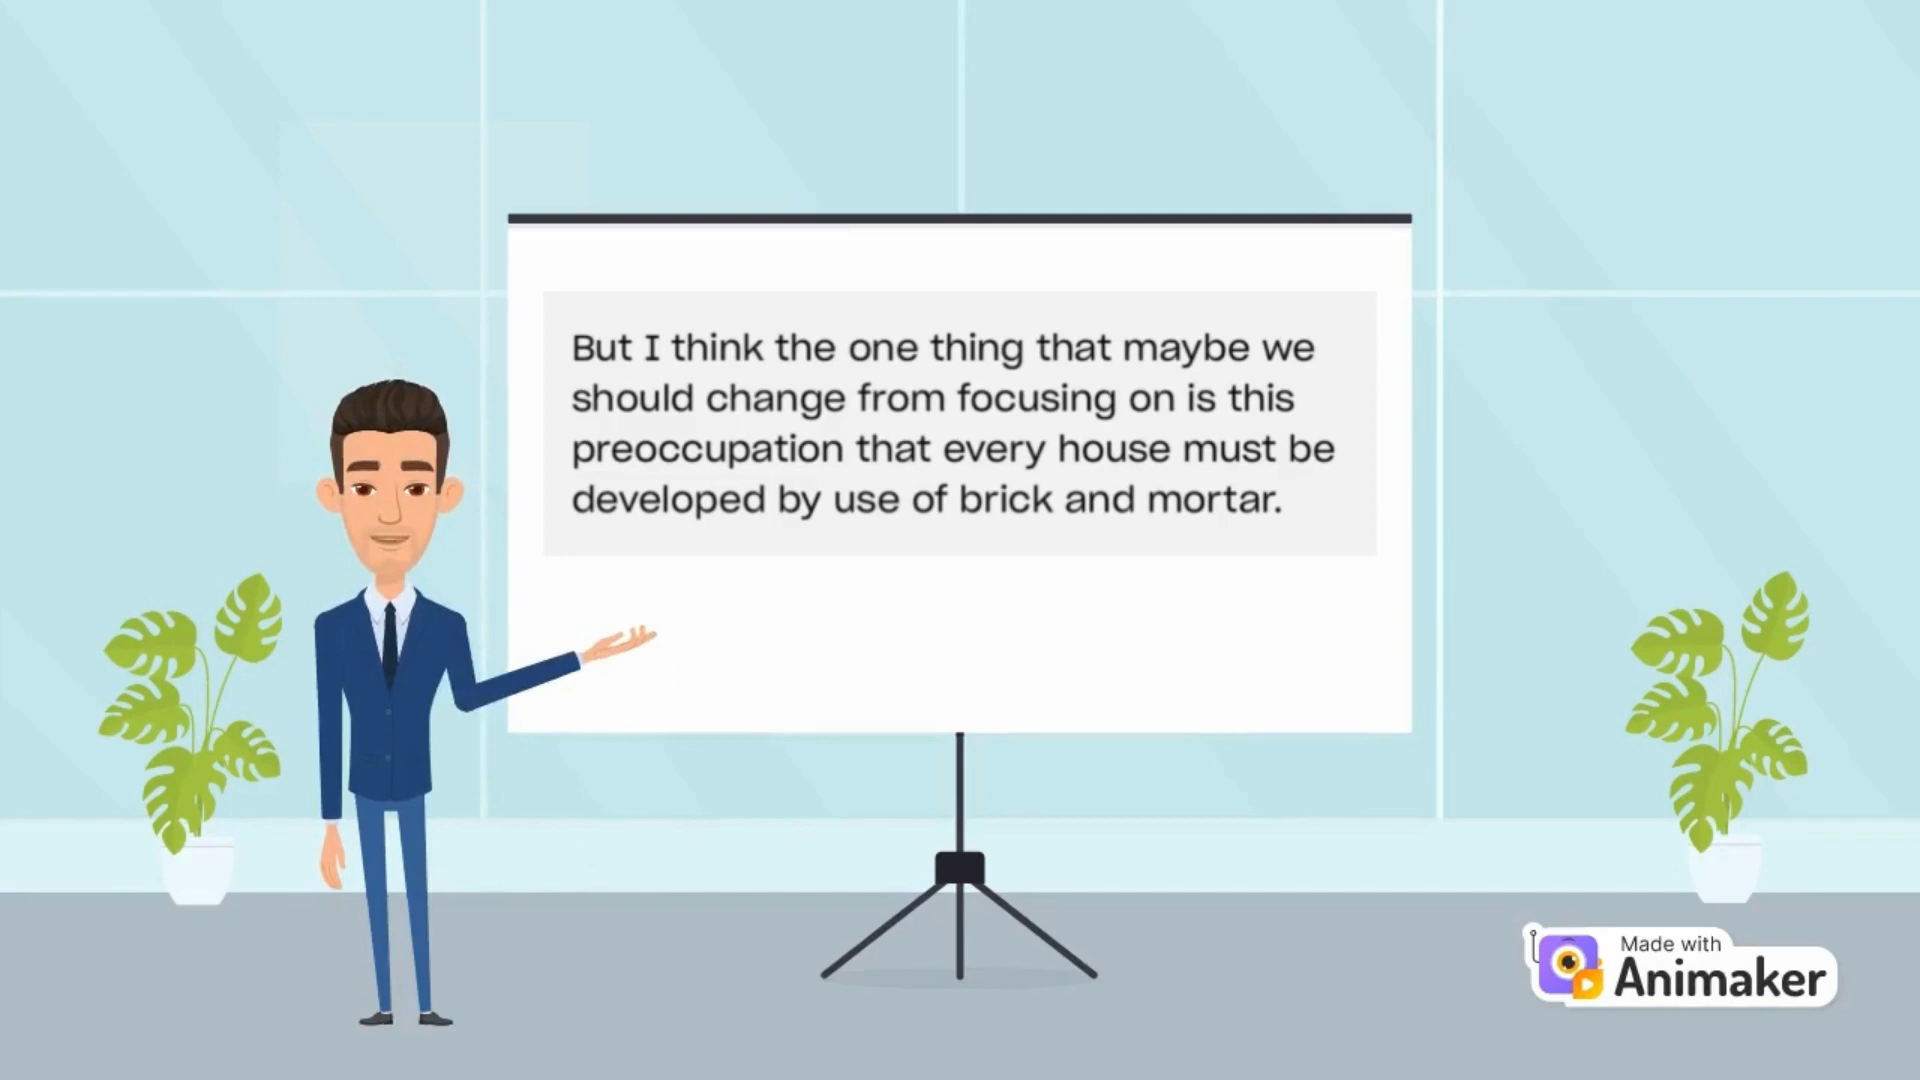 But I think the one thing that maybe we
should change from focusing on is this
preoccupation that every house must be
developed by use of brick and mortar.
Made with
Animaker